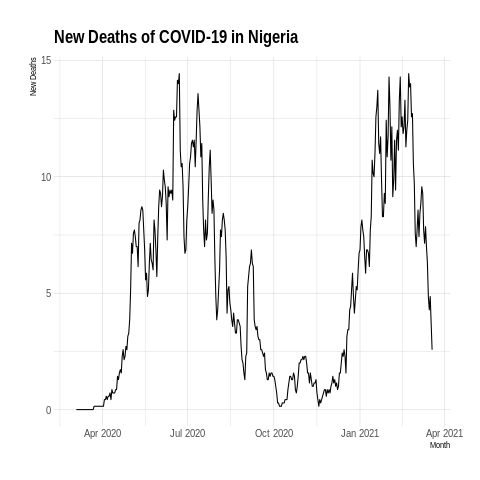 New Deaths of COVID-19 in Nigeria
New Deaths
15
10
5
0
Apr 2020 Jul 2020 Oct 2020 Jan 2021 Apr 2021
Month